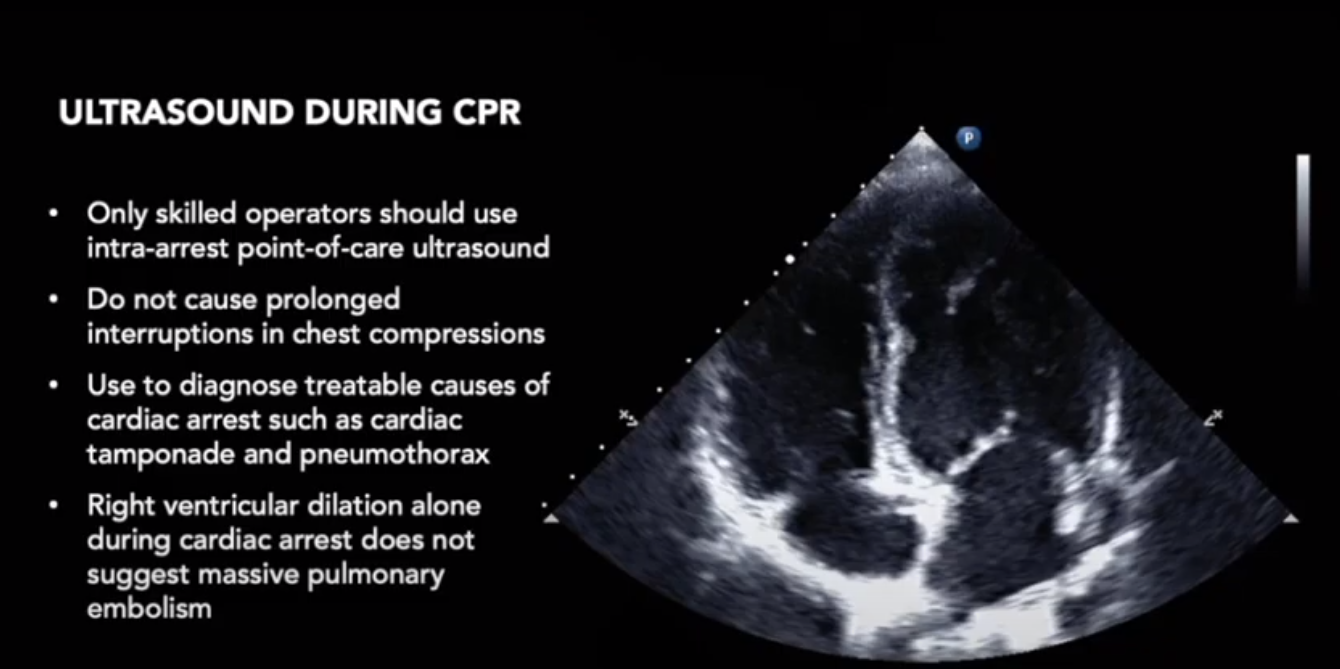 ULTRASOUND DURING CPR
• Only skilled operators should use
intra-arrest point-of-care ultrasound
• Do not cause prolonged
interruptions in chest compressions
• Use to diagnose treatable causes of
cardiac arrest such as cardiac
tamponade and pneumothorax
• Right ventricular dilation alone
during cardiac arrest does not
suggest massive pulmonary
embolism
P